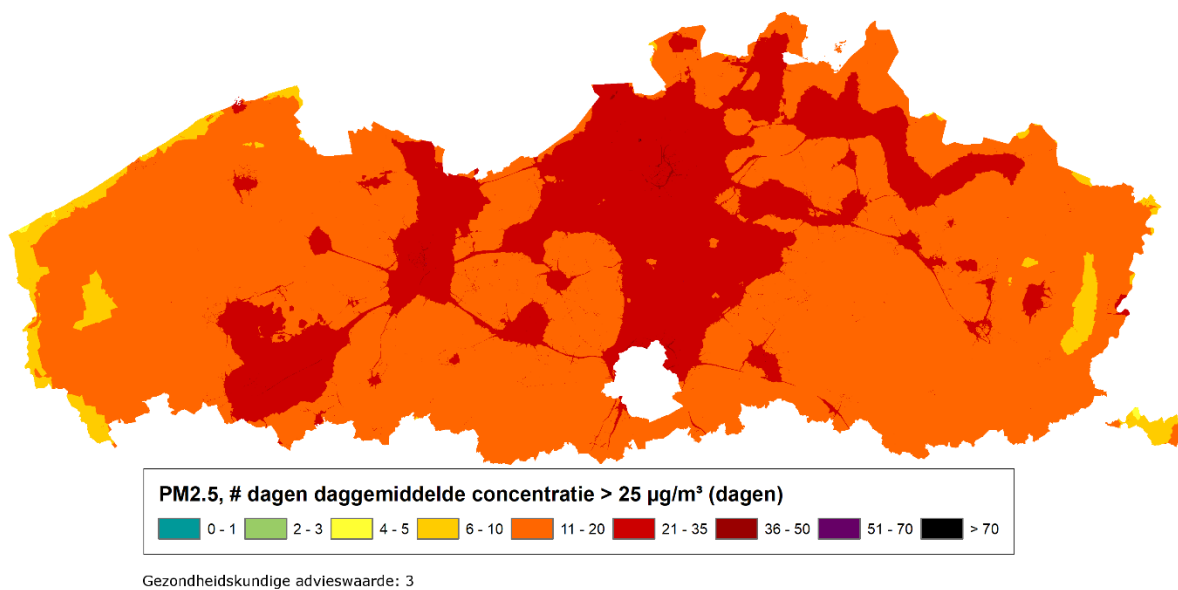 PM2.5, # dagen daggemiddelde concentratie > 25 µg/m³ (dagen)
0 - 1 2 - 3 4 - 5 6 - 10 11 - 20 21 - 35 36 - 50 51 - 70 > 70
Gezondheidskundige advieswaarde: 3